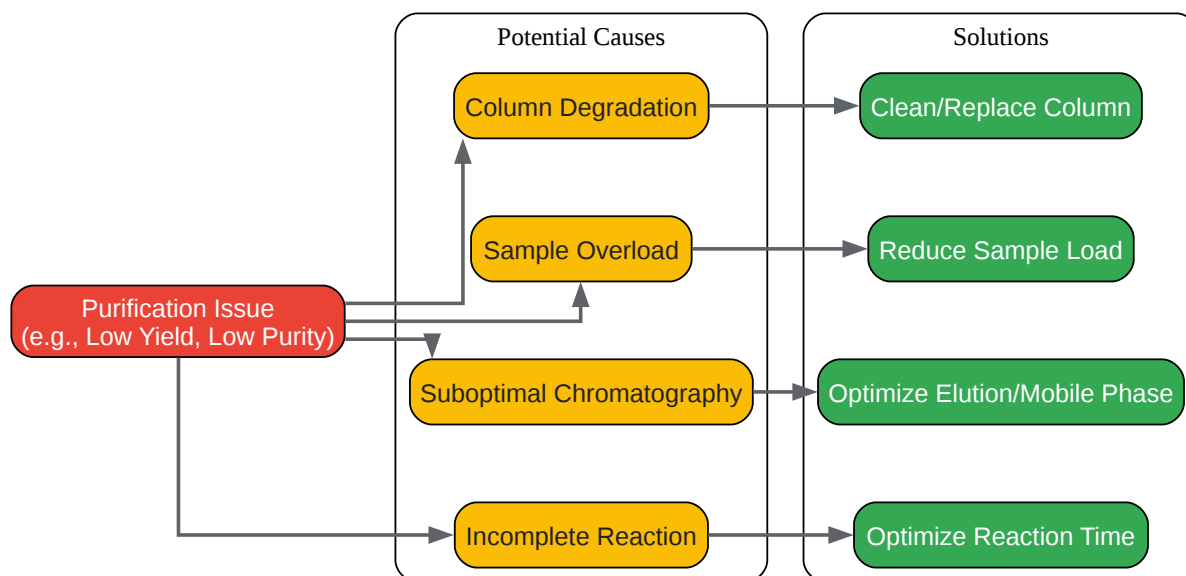 Potential Causes
Solutions
Column Degradation
Clean/Replace Column
Sample Overload
Reduce Sample Load
Purification Issue
(e.g., Low Yield, Low Purity)
Suboptimal Chromatography
Optimize Elution/Mobile Phase
Incomplete Reaction
Optimize Reaction Time